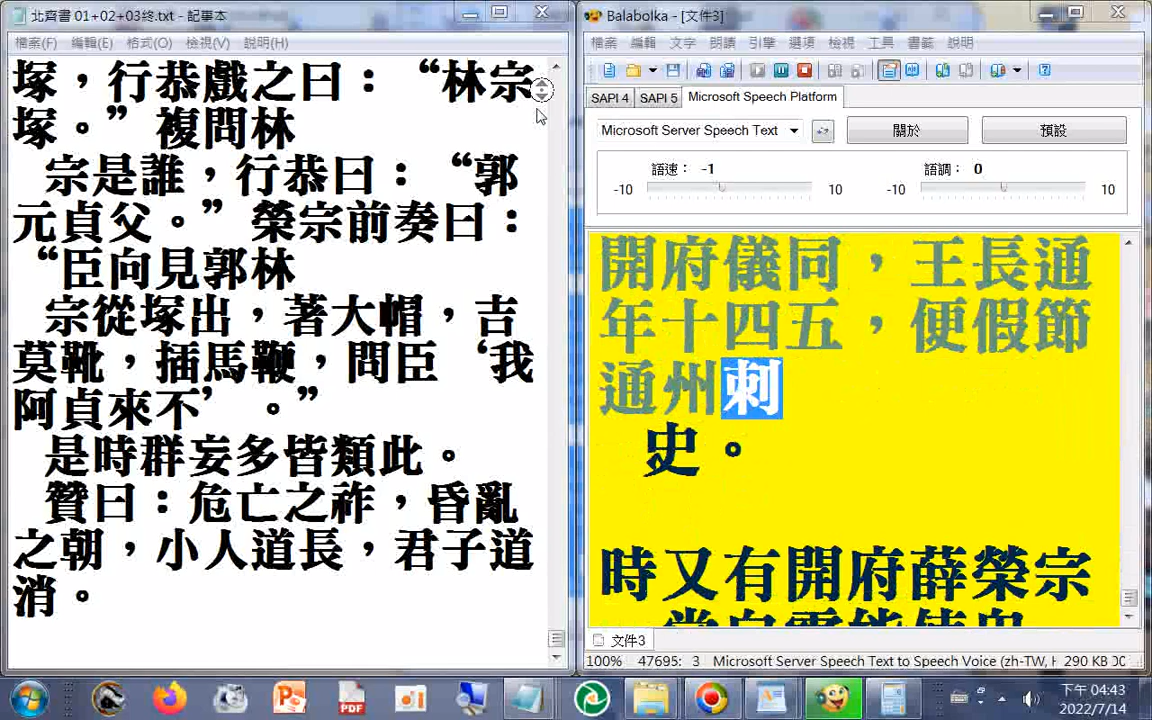 北齊書 01+02+03終.txt - 記事本
檔案(F) 編輯(E) 格式(O) 檢視(V) 說明(H)
塚，行恭戲之曰：“林宗
塚。”複問林
宗是誰，行恭曰：“郭
元貞父。”榮宗前奏曰：
“臣向見郭林
宗從塚出，著大帽，吉
莫靴，插馬鞭，問臣‘我
阿貞來不’。”
是時群妄多皆類此。
贊曰：危亡之祚，昏亂
之朝，小人道長，君子道
消。
Balabolka - [文件3]
檔案 編輯 文字 朗讀 引擎 選項 檢視 工具 書籤 說明
SAPI 4 SAPI 5 Microsoft Speech Platform
Microsoft Server Speech Text 關於 預設
語速： -1 語調： 0
-10 10 -10 10
開府儀同，王長通
年十四五，便假節
通州刺
史。
時又有開府薛榮宗
文件3
100% 47695: 3 Microsoft Server Speech Text to Speech Voice (zh-TW, H 290 KB
PDF
下午 04:43
2022/7/14